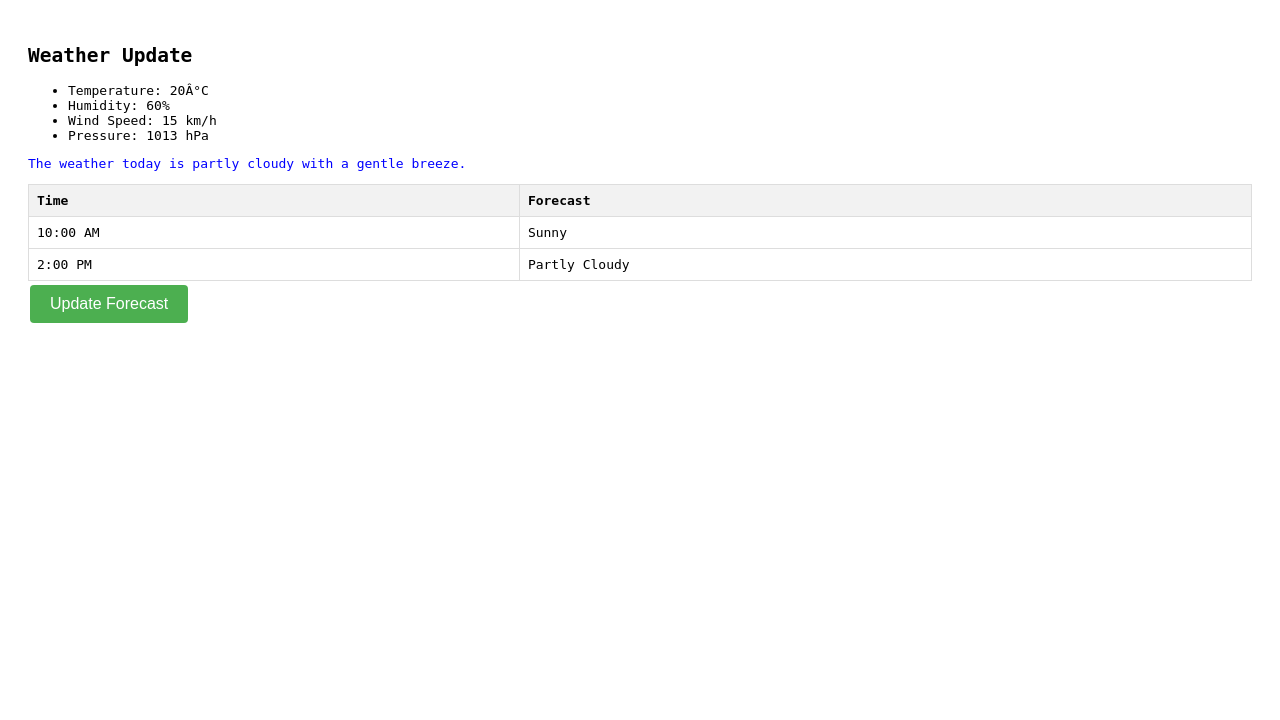 Weather Update
Temperature: 20Â°C
Humidity: 60%
Wind Speed: 15 km/h
Pressure: 1013 hPa
The weather today is partly cloudy with a gentle breeze.
Time Forecast
10:00 AM Sunny
2:00 PM Partly Cloudy
Update Forecast